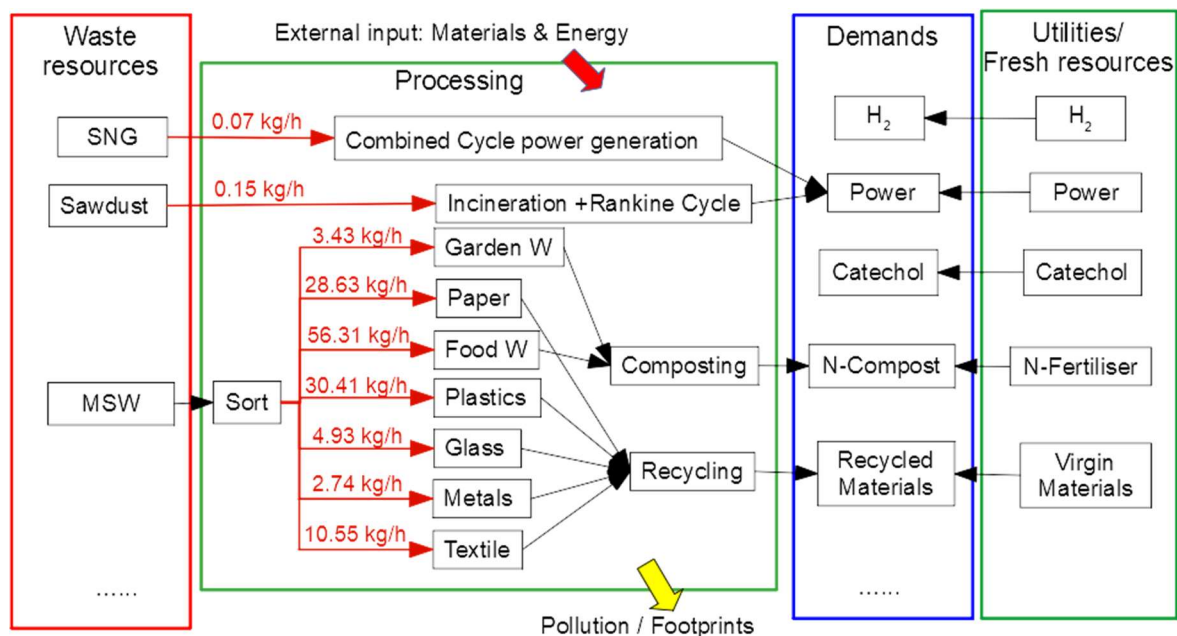 Waste
resources
SNG
Sawdust
MSW
......
External input: Materials & Energy
Processing
0.07 kg/h
Combined Cycle power generation
0.15 kg/h
Incineration +Rankine Cycle
Sort
3.43 kg/h
Garden W
28.63 kg/h
Paper
56.31 kg/h
Food W
30.41 kg/h
Plastics
4.93 kg/h
Glass
2.74 kg/h
Metals
10.55 kg/h
Textile
Composting
Recycling
Pollution / Footprints
Demands
H2
Power
Catechol
N-Compost
Recycled
Materials
......
Utilities/
Fresh resources
H2
Power
Catechol
N-Fertiliser
Virgin
Materials